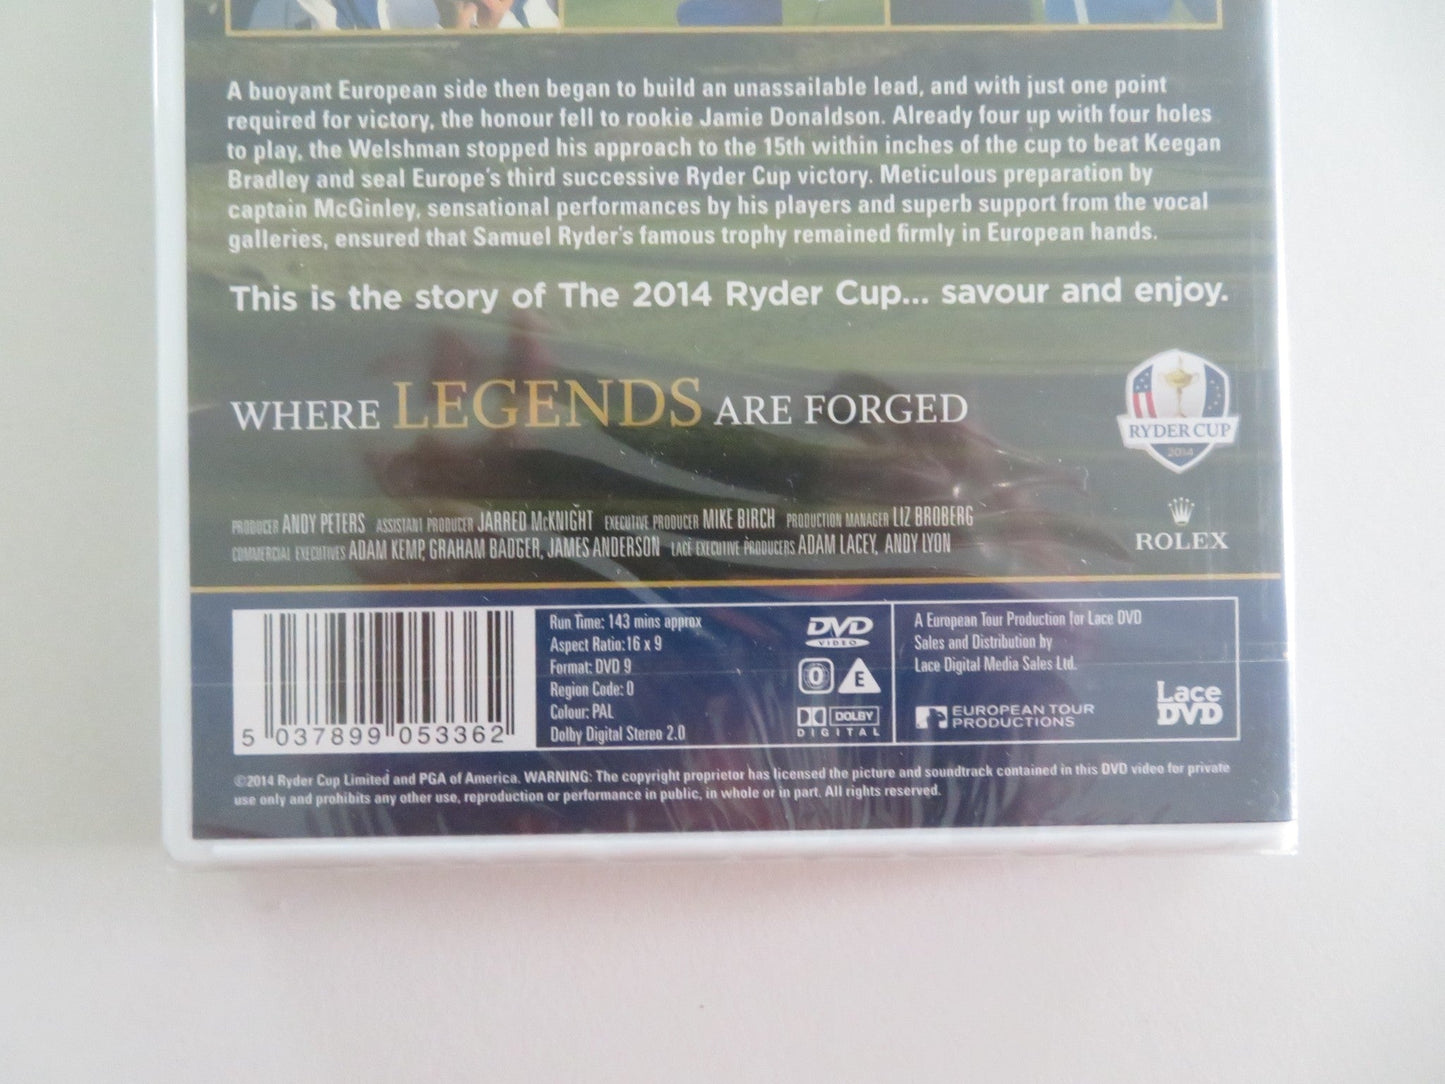 A buoyant European side then began to build an unassailable lead, and with just one point
required for victory, the honour fell to rookie Jamie Donaldson. Already four up with four holes
to play, the Welshman stopped his approach to the 15th within inches of the cup to beat Keegan
Bradley and seal Europe's third successive Ryder Cup victory. Meticulous preparation by
captain McGinley, sensational performances by his players and superb support from the vocal
galleries, ensured that Samuel Ryder's famous trophy remained firmly in European hands.
This is the story of The 2014 Ryder Cup... savour and enjoy.
WHERE LEGENDS ARE FORGED
RYDER CUP
2014
PRODUCER ANDY PETERS ASSISTANT PRODUCER JARRED McKNIGHT EXECUTIVE PRODUCER MIKE BIRCH PRODUCTION MANAGER LIZ BROBERG
COMMERCIAL EXECUTIVES ADAM KEMP, GRAHAM BADGER, JAMES ANDERSON LACE EXECUTIVE PRODUCERS ADAM LACEY, ANDY LYON
ROLEX
5 037899 053362
Run Time: 143 mins approx
Aspect Ratio:16 x 9
Format: DVD 9
Region Code: 0
Colour: PAL
Dolby Digital Stereo 2.0
DVD
VIDEO
0 E
DOLBY
DIGITAL
A European Tour Production for Lace DVD
Sales and Distribution by
Lace Digital Media Sales Ltd.
EUROPEAN TOUR
PRODUCTIONS
Lace
DVD
©2014 Ryder Cup Limited and PGA of America. WARNING: The copyright proprietor has licensed the picture and soundtrack contained in this DVD video for private
use only and prohibits any other use, reproduction or performance in public, in whole or in part. All rights reserved.